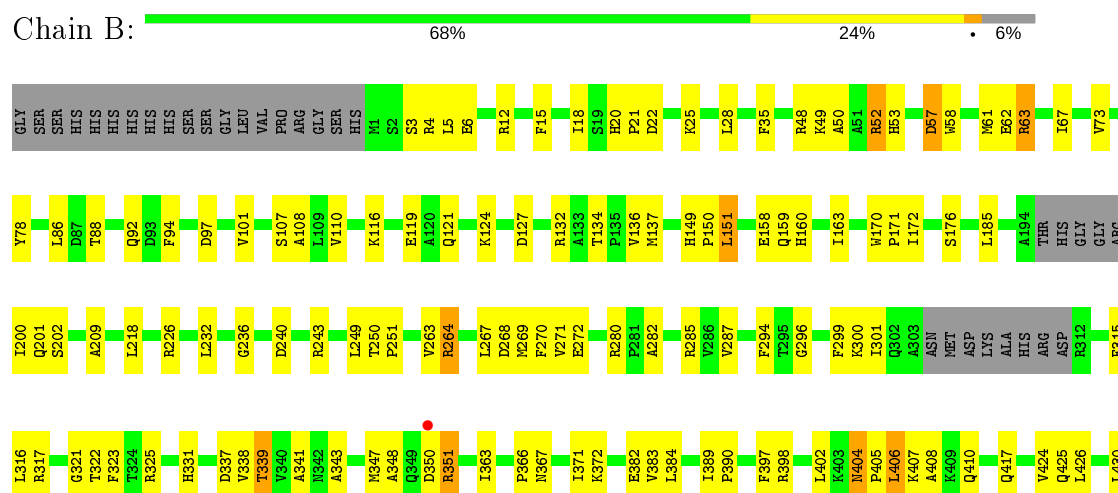 Chain B:
68% 24% • 6%
GLY SER SER HIS HIS HIS HIS HIS HIS SER SER GLY LEU VAL PRO ARG GLY SER HIS M1 S2 S3 R4 L5 E6 R12 F15 I18 S19 H20 P21 D22 K25 L28 F35 R48 K49 A50 A51 R52 H53 D57 W58 M61 E62 R63 I67 V73
Y78 L86 D87 T88 Q92 D93 F94 D97 V101 S107 A108 L109 V110 K116 E119 A120 Q121 K124 D127 R132 A133 T134 P135 V136 M137 H149 P150 L151 E158 Q159 H160 I163 W170 P171 I172 S176 L185 A194 THR HIS GLY GLY ARG
I200 Q201 S202 A209 L218 R226 L232 G236 D240 R243 L249 T250 P251 V263 R264 L267 D268 M269 F270 V271 E272 R280 P281 A282 R285 V286 V287 F294 T295 G296 F299 K300 I301 Q302 A303 ASN MET ASP LYS ALA HIS ARG ASP R312
L316 R317 G321 T322 F323 T324 R325 H331 D337 V338 T339 V340 A341 N342 A343 M347 A348 Q349 D350 R351 I363 P366 N367 I371 K372 E382 V383 L384 I389 P390 F397 R398 L402 K403 N404 P405 L406 K407 A408 K409 Q410 Q417 V424 Q425 L426